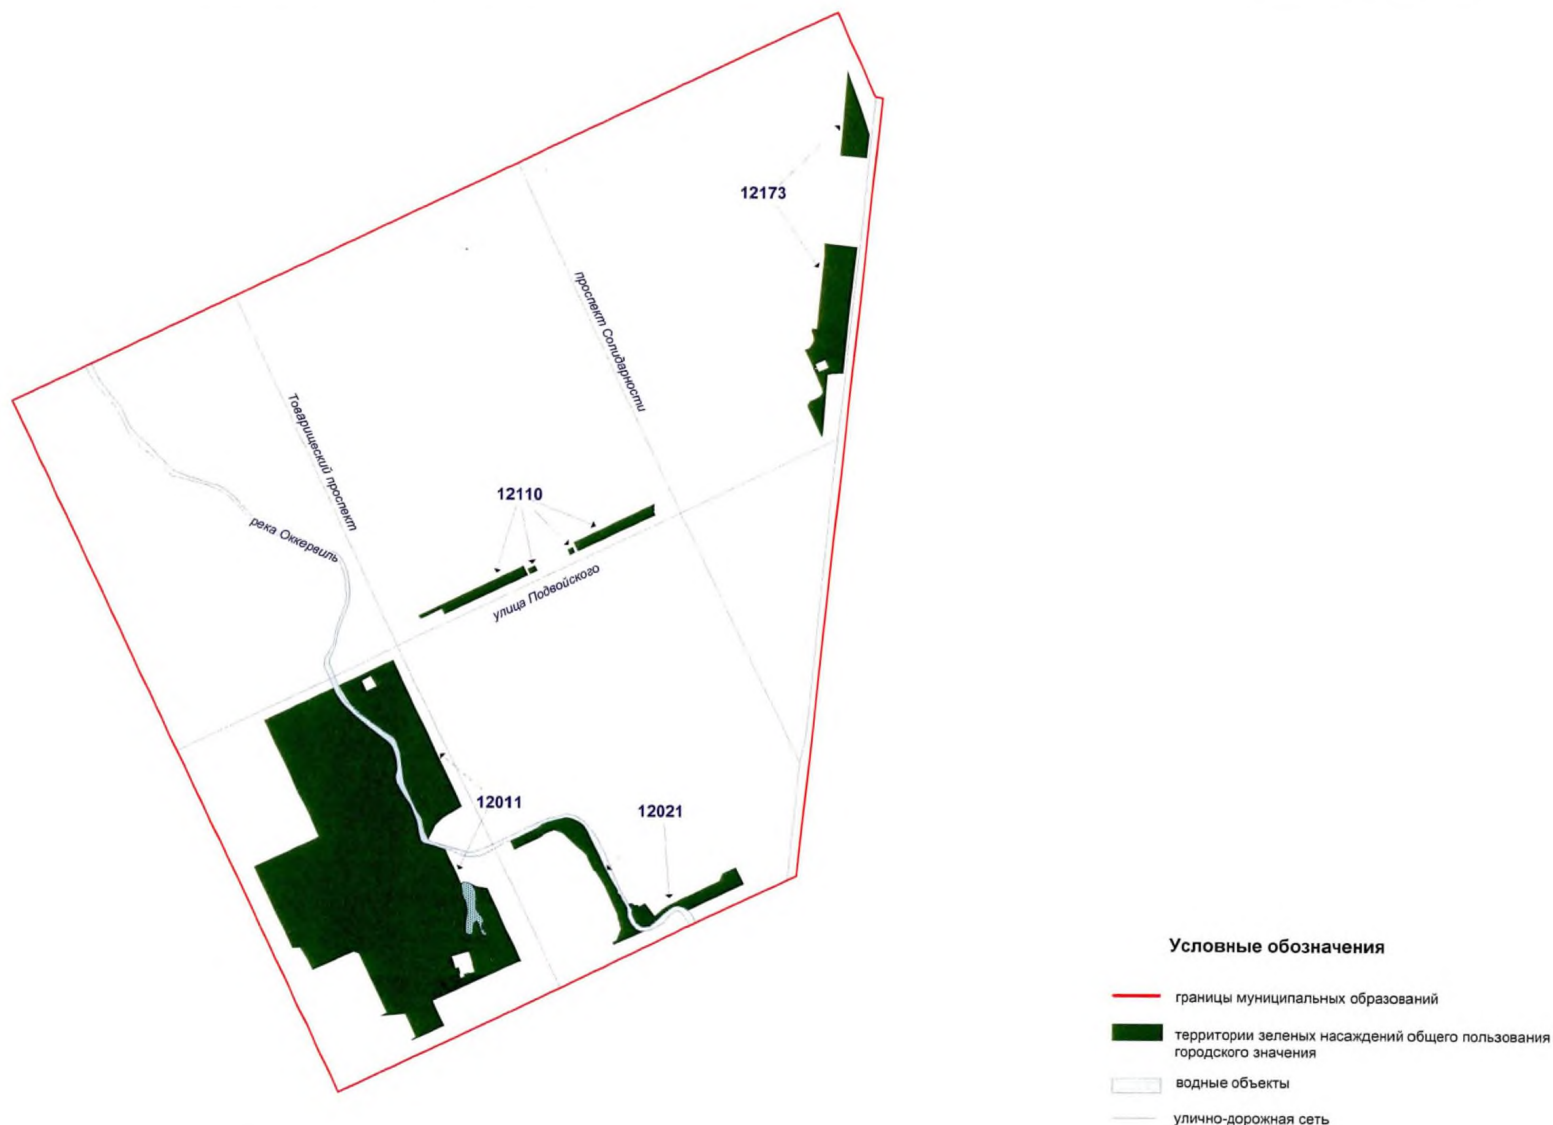 12173
проспект Солидарности
Товарищеский проспект
12110
река Оккервиль
улица Подвойского
12011
12021
Условные обозначения
границы муниципальных образований
территории зеленых насаждений общего пользования
городского значения
водные объекты
улично-дорожная сеть